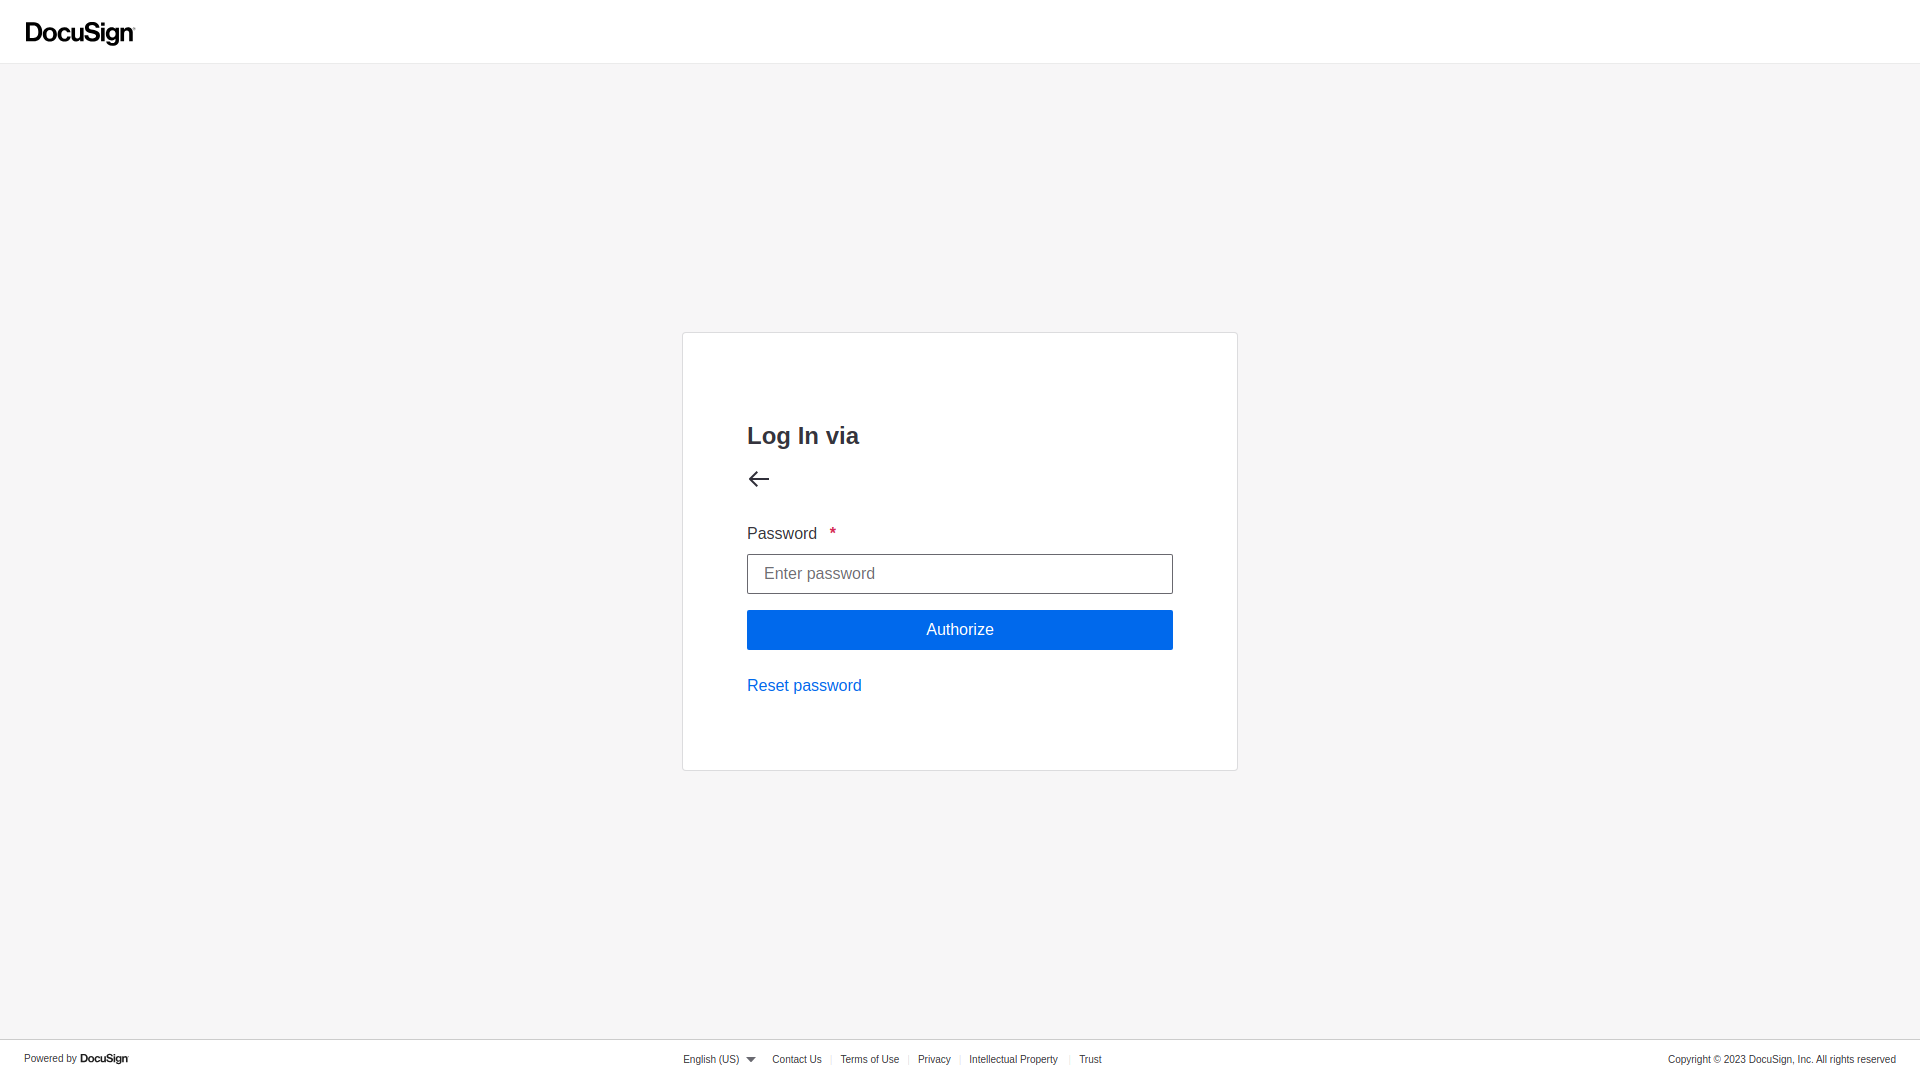 DocuSign
Log In via
Password *
Enter password
Authorize
Reset password
Powered by DocuSign
English (US) Contact Us Terms of Use Privacy Intellectual Property Trust
Copyright © 2023 DocuSign, Inc. All rights reserved